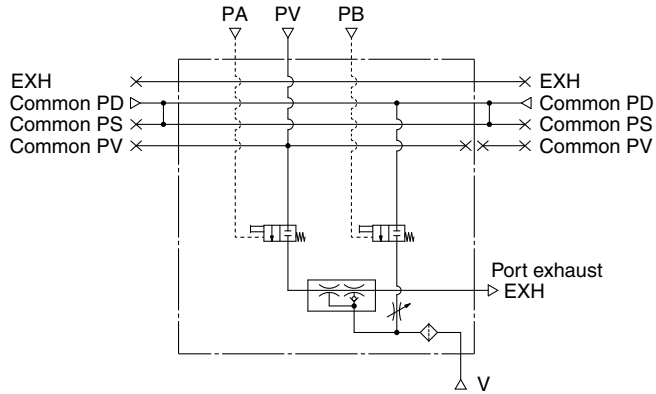 PA PV PB
EXH EXH
Common PD Common PD
Common PS Common PS
Common PV Common PV
Port exhaust
EXH
V